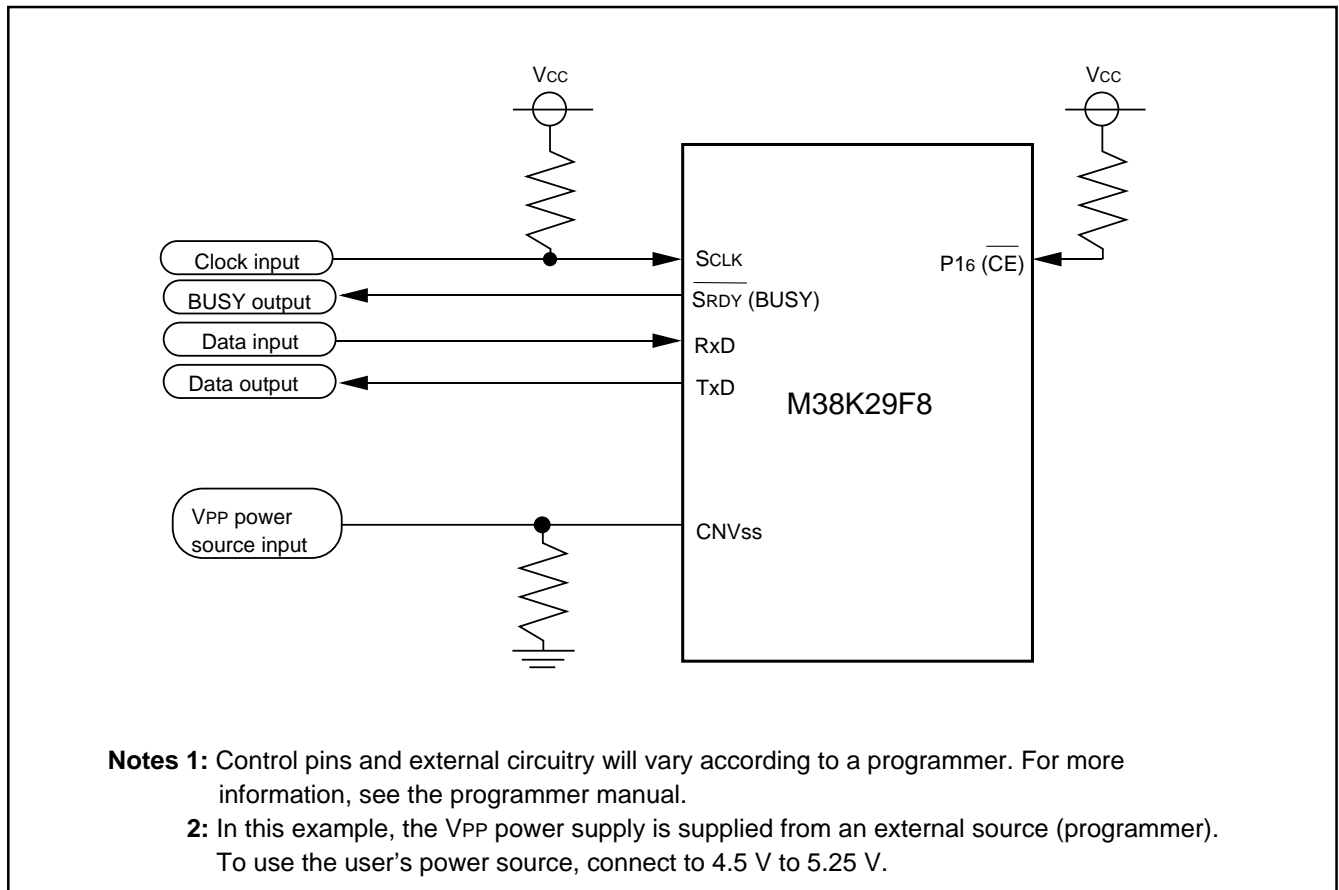 VCC
VCC
Clock input
SCLK
P16 (CE)
BUSY output
SRDY (BUSY)
Data input
RxD
Data output
TxD
M38K29F8
VPP power
source input
CNVss
Notes 1: Control pins and external circuitry will vary according to a programmer. For more
information, see the programmer manual.
2: In this example, the VPP power supply is supplied from an external source (programmer).
To use the user's power source, connect to 4.5 V to 5.25 V.